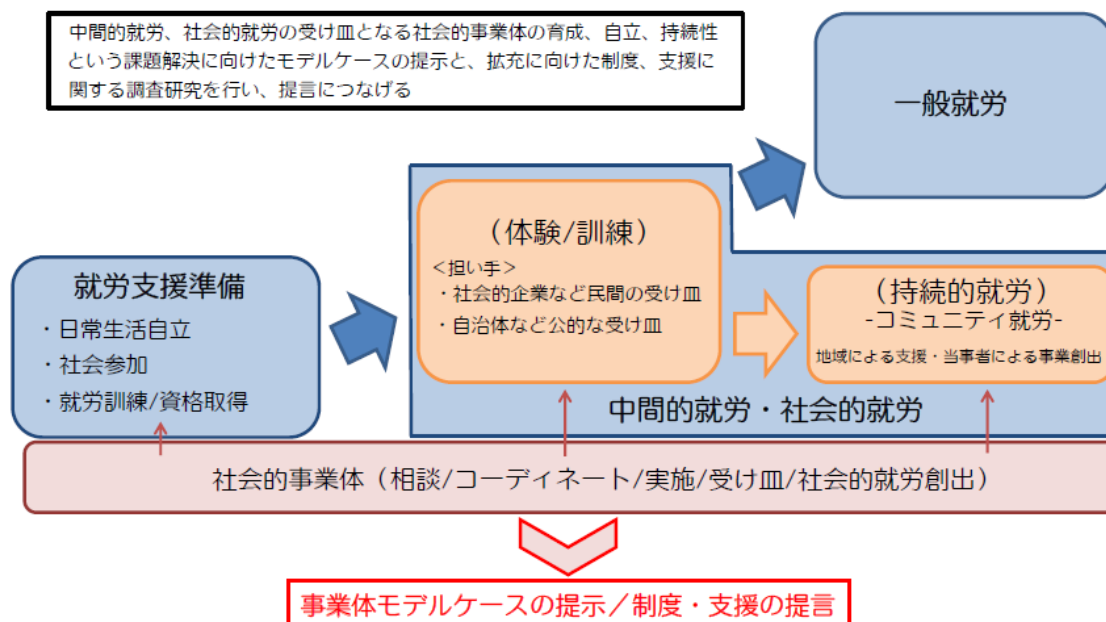 中間的就労、社会的就労の受け皿となる社会的事業体の育成、自立、持続性
という課題解決に向けたモデルケースの提示と、拡充に向けた制度、支援に
関する調査研究を行い、提言につなげる
一般就労
（体験/訓練）
＜担い手＞
・社会的企業など民間の受け皿
・自治体など公的な受け皿
就労支援準備
・日常生活自立
・社会参加
・就労訓練/資格取得
（持続的就労）
-コミュニティ就労-
地域による支援・当事者による事業創出
中間的就労・社会的就労
社会的事業体（相談/コーディネート/実施/受け皿/社会的就労創出）
事業体モデルケースの提示／制度・支援の提言